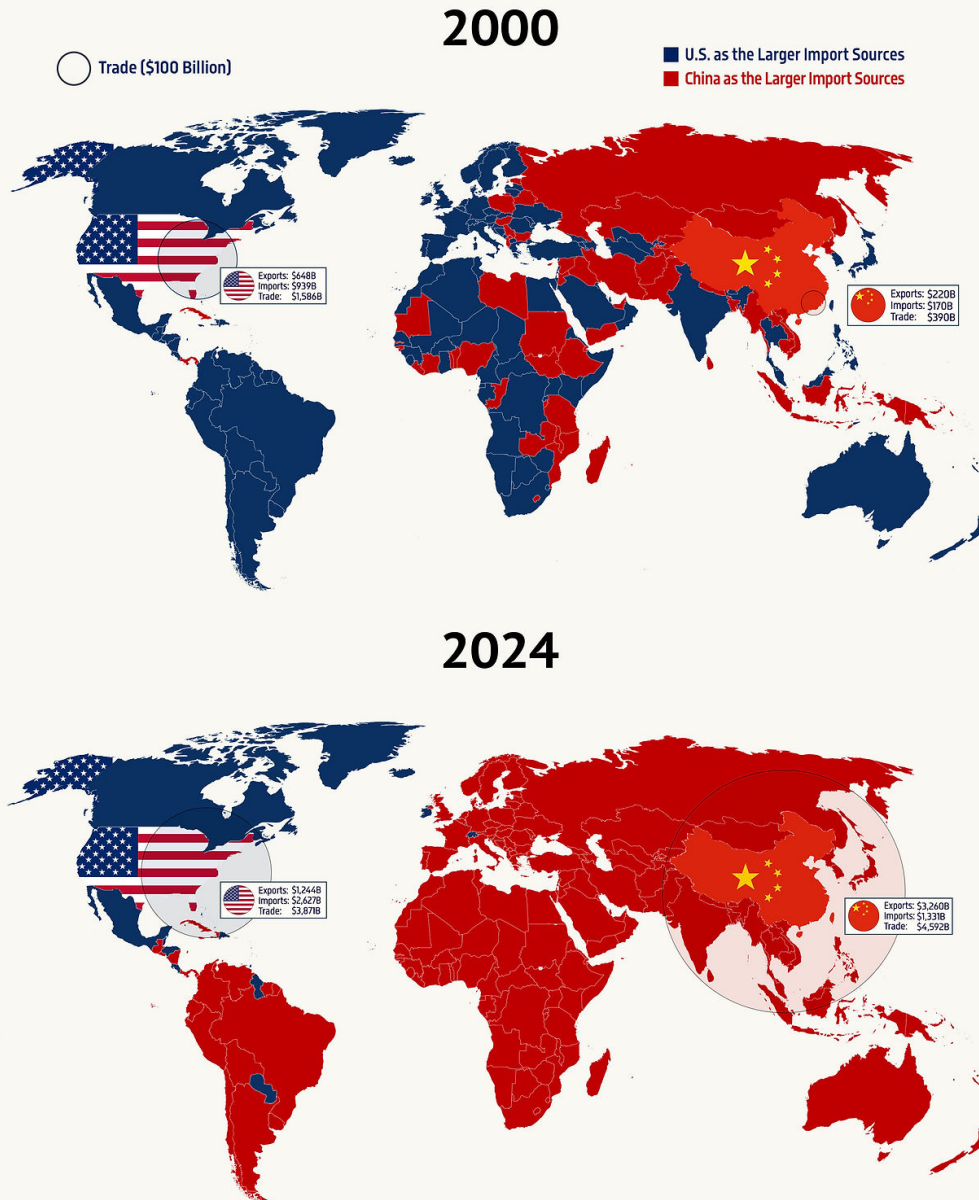 2000
Trade ($100 Billion)
U.S. as the Larger Import Sources
China as the Larger Import Sources
Exports: $648B
Imports: $939B
Trade: $1,586B
Exports: $220B
Imports: $170B
Trade: $390B
2024
Exports: $1,244B
Imports: $2,627B
Trade: $3,871B
Exports: $3,260B
Imports: $1,331B
Trade: $4,592B